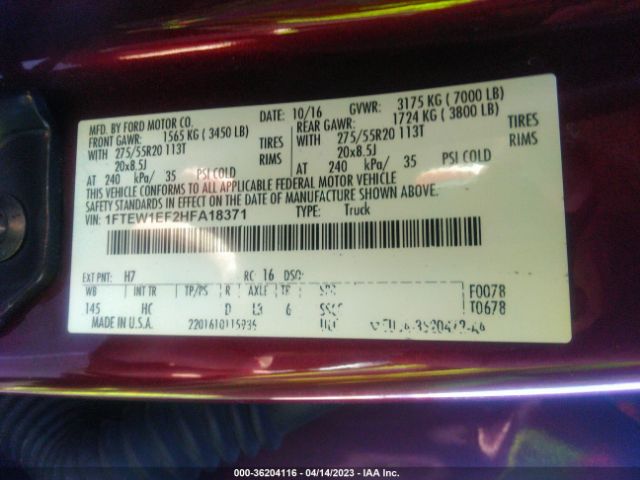 MFD. BY FORD MOTOR CO.
DATE: 10/16 GVWR: 3175 KG ( 7000 LB)
FRONT GAWR: 1565 KG ( 3450 LB)
REAR GAWR: 1724 KG ( 3800 LB)
WITH 275/55R20 113T TIRES
WITH 275/55R20 113T TIRES
20x8.5J RIMS
20x8.5J RIMS
AT 240 kPa/ 35 PSI COLD
AT 240 kPa/ 35 PSI COLD
THIS VEHICLE CONFORMS TO ALL APPLICABLE FEDERAL MOTOR VEHICLE
SAFETY STANDARDS IN EFFECT ON THE DATE OF MANUFACTURE SHOWN ABOVE.
VIN: 1FTEW1EF2HFA18371 TYPE: Truck
EXT PNT: H7 RC: 16 DSO:
WB INT TR TP/PS R AXLE TR
F0078
145 HC D L3 6
T0678
MADE IN U.S.A.
000-36204116 - 04/14/2023 - IAA Inc.